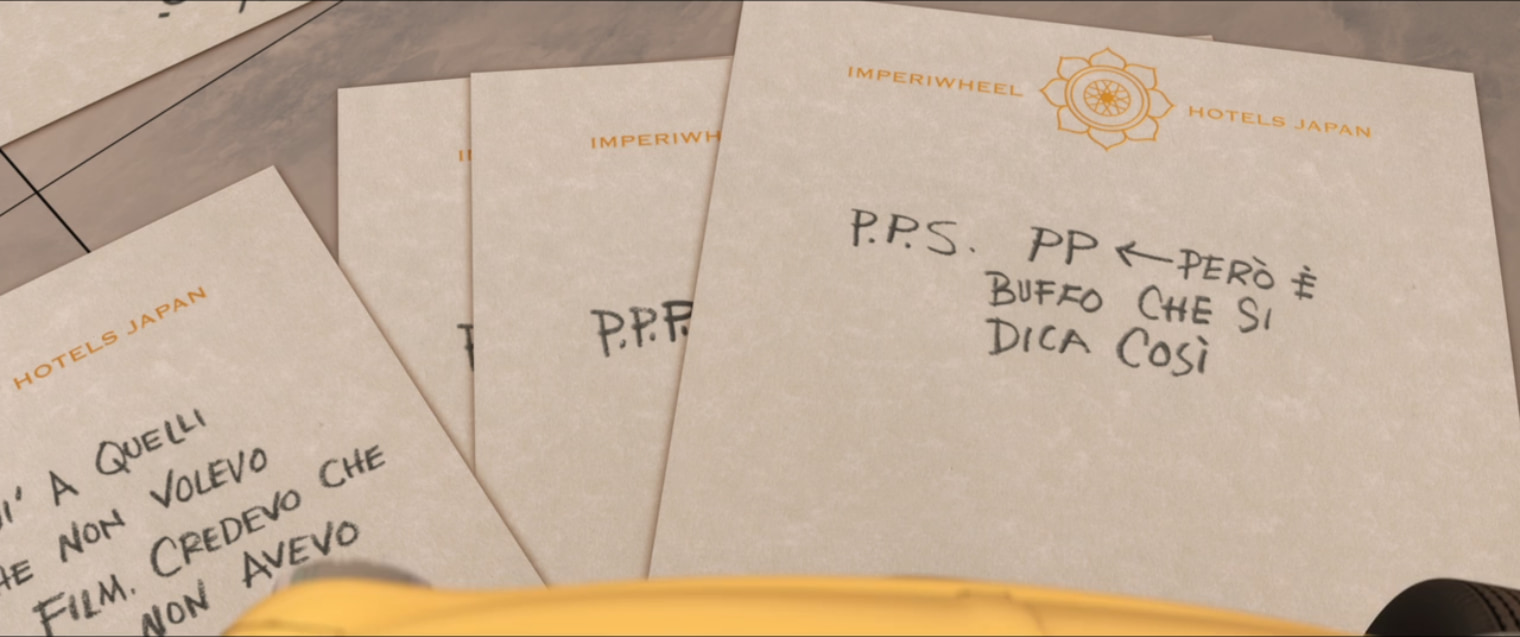 IMPERIWHEEL HOTELS JAPAN
P.P.S. PP ← PERÒ È
BUFFO CHE SI
DICA COSÌ
IMPERIWH
P.P.P.
HOTELS JAPAN
A QUELLI
NON VOLEVO
FILM. CREDEVO CHE
NON AVEVO